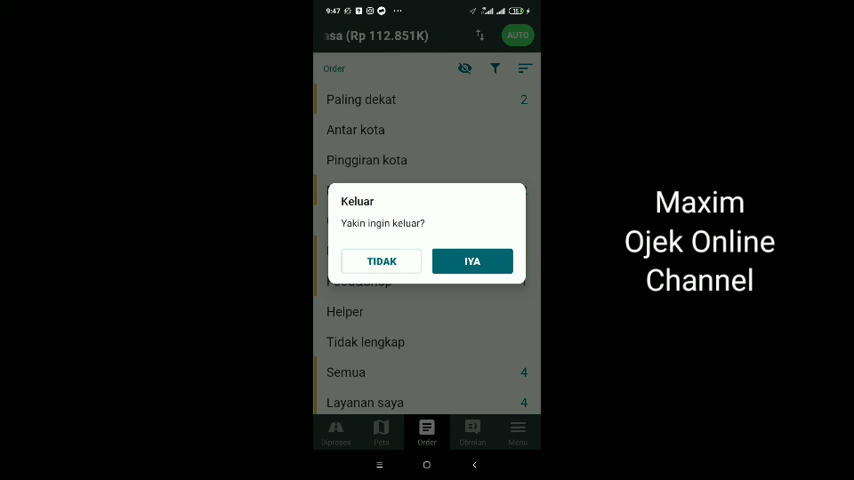 9:47
asa (Rp 112.851K)
AUTO
Order
Paling dekat 2
Antar kota
Pinggiran kota
Keluar
Yakin ingin keluar?
TIDAK IYA
Helper
Tidak lengkap
Semua 4
Layanan saya 4
Diproses Peta Order Obrolan Menu
Maxim
Ojek Online
Channel